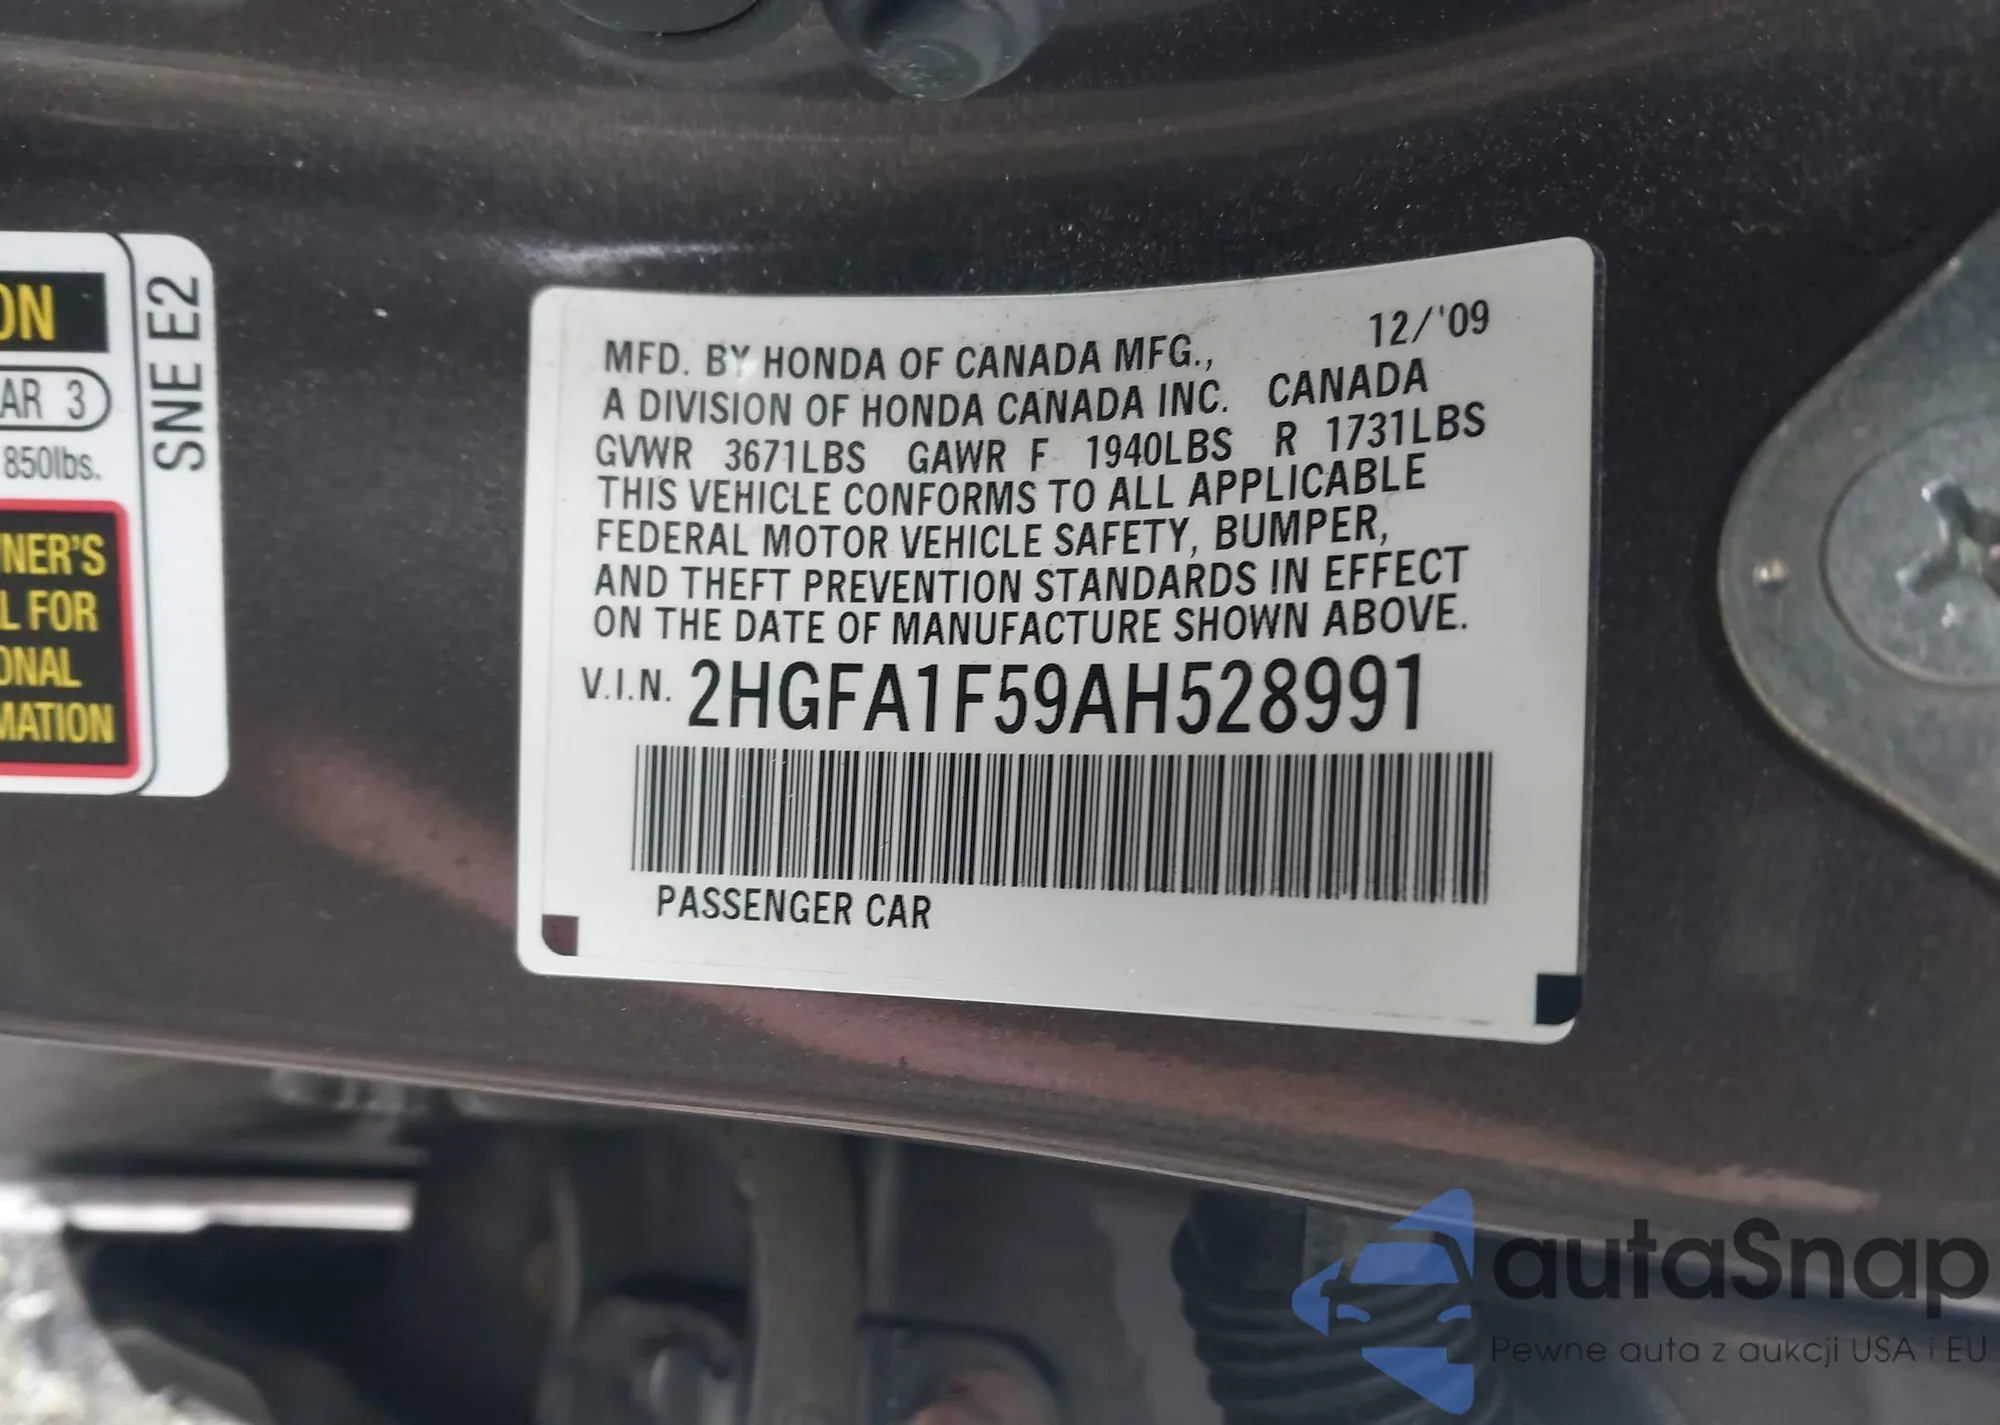 ON
AR 3
850lbs.
NER'S
L FOR
ONAL
MATION
SNE E2
12/'09
MFD. BY HONDA OF CANADA MFG.,
A DIVISION OF HONDA CANADA INC. CANADA
GVWR 3671LBS GAWR F 1940LBS R 1731LBS
THIS VEHICLE CONFORMS TO ALL APPLICABLE
FEDERAL MOTOR VEHICLE SAFETY, BUMPER,
AND THEFT PREVENTION STANDARDS IN EFFECT
ON THE DATE OF MANUFACTURE SHOWN ABOVE.
V.I.N. 2HGFA1F59AH528991
PASSENGER CAR
autaSnap
Pewne auta z aukcji USA i EU